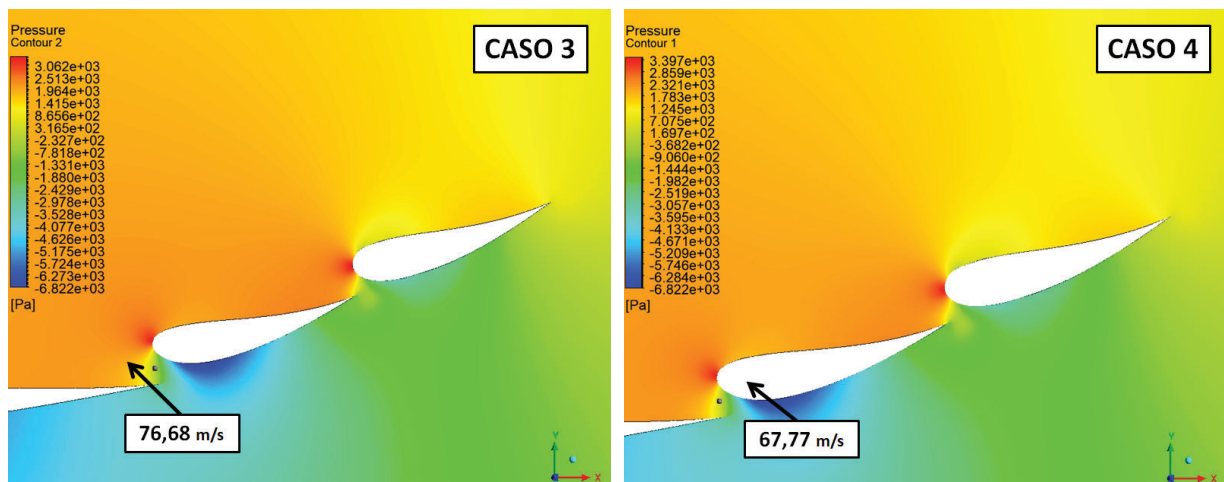 Pressure
Contour 2
3.062e+03
2.513e+03
1.964e+03
1.415e+03
8.656e+02
3.165e+02
-2.327e+02
-7.818e+02
-1.331e+03
-1.880e+03
-2.429e+03
-2.978e+03
-3.528e+03
-4.077e+03
-4.626e+03
-5.175e+03
-5.724e+03
-6.273e+03
-6.822e+03
[Pa]
CASO 3
76,68 m/s
Y
X
Pressure
Contour 1
3.397e+03
2.859e+03
2.321e+03
1.783e+03
1.245e+03
7.075e+02
1.697e+02
-3.682e+02
-9.060e+02
-1.444e+03
-1.982e+03
-2.519e+03
-3.057e+03
-3.595e+03
-4.133e+03
-4.671e+03
-5.209e+03
-5.746e+03
-6.284e+03
-6.822e+03
[Pa]
CASO 4
67,77 m/s
Y
X